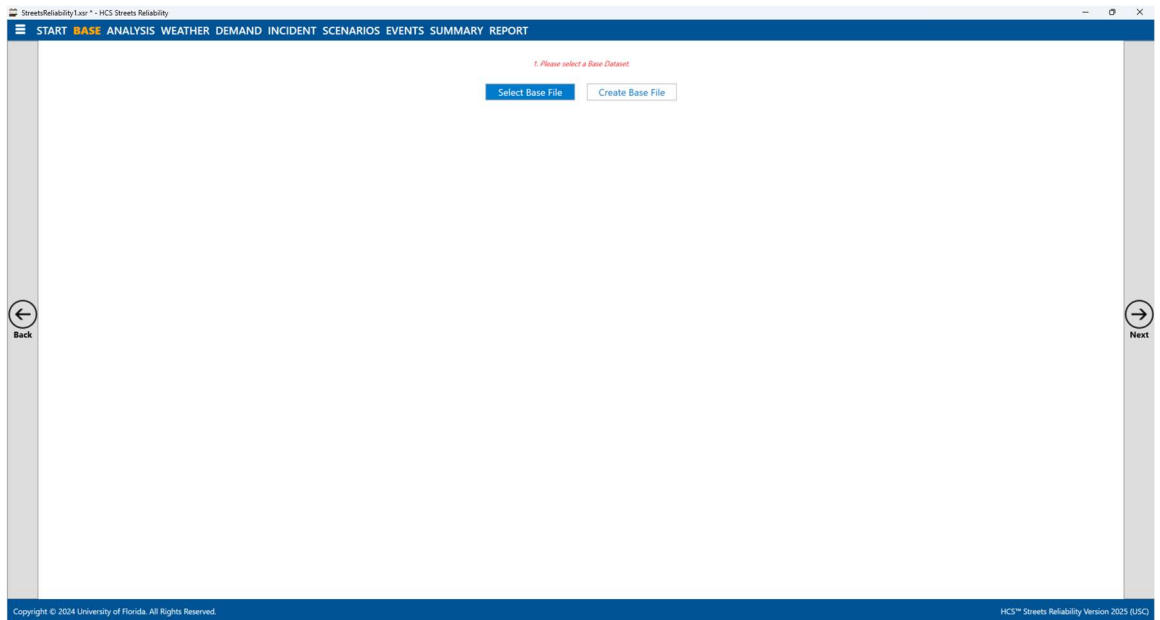 StreetsReliability1.xsr * - HCS Streets Reliability
START BASE ANALYSIS WEATHER DEMAND INCIDENT SCENARIOS EVENTS SUMMARY REPORT
1. Please select a Base Dataset.
Select Base File Create Base File
Back Next
Copyright © 2024 University of Florida. All Rights Reserved. HCS™ Streets Reliability Version 2025 (USC)